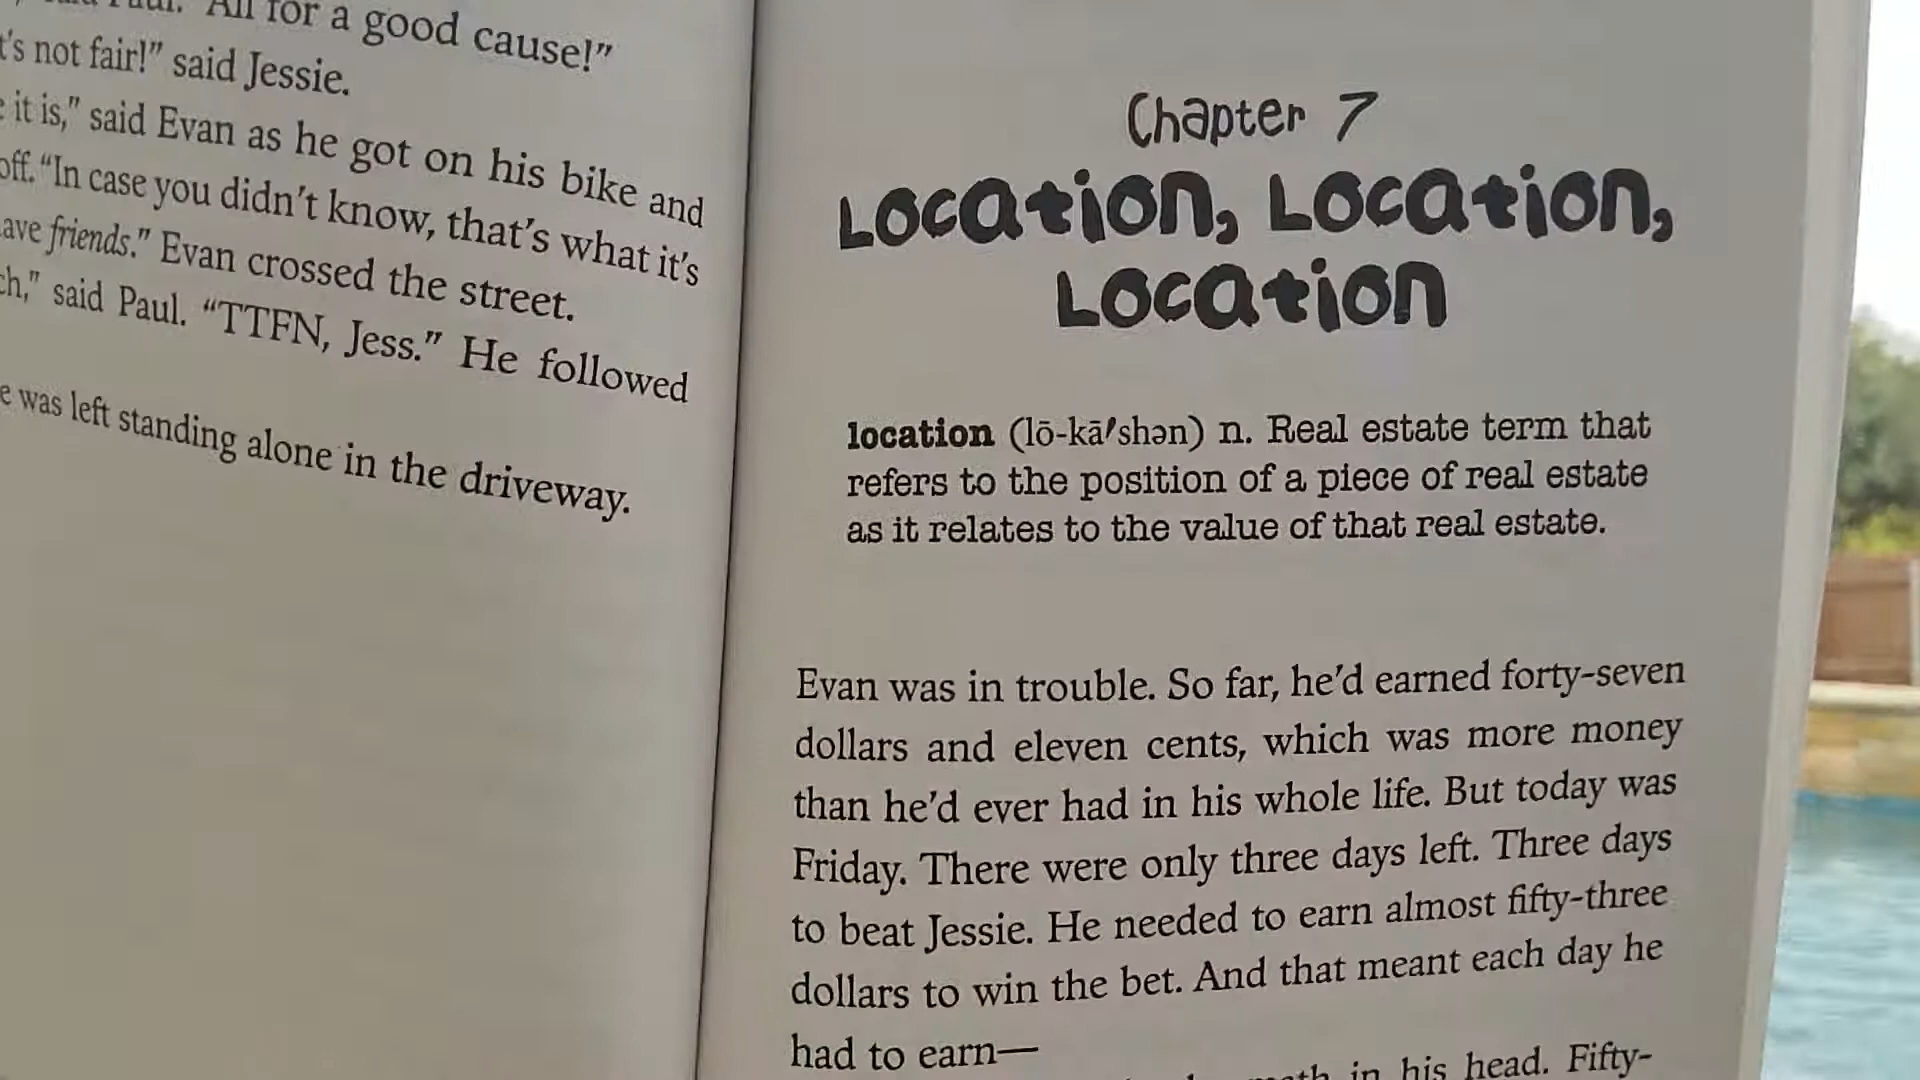 All for a good cause!”
t’s not fair!” said Jessie.
it is,” said Evan as he got on his bike and
off. “In case you didn’t know, that’s what it’s
ave friends.” Evan crossed the street.
ch,” said Paul. “TTFN, Jess.” He followed
e was left standing alone in the driveway.
Chapter 7
Location, Location,
Location
location (lō-kā′shən) n. Real estate term that
refers to the position of a piece of real estate
as it relates to the value of that real estate.
Evan was in trouble. So far, he’d earned forty-seven
dollars and eleven cents, which was more money
than he’d ever had in his whole life. But today was
Friday. There were only three days left. Three days
to beat Jessie. He needed to earn almost fifty-three
dollars to win the bet. And that meant each day he
had to earn—
math in his head. Fifty-